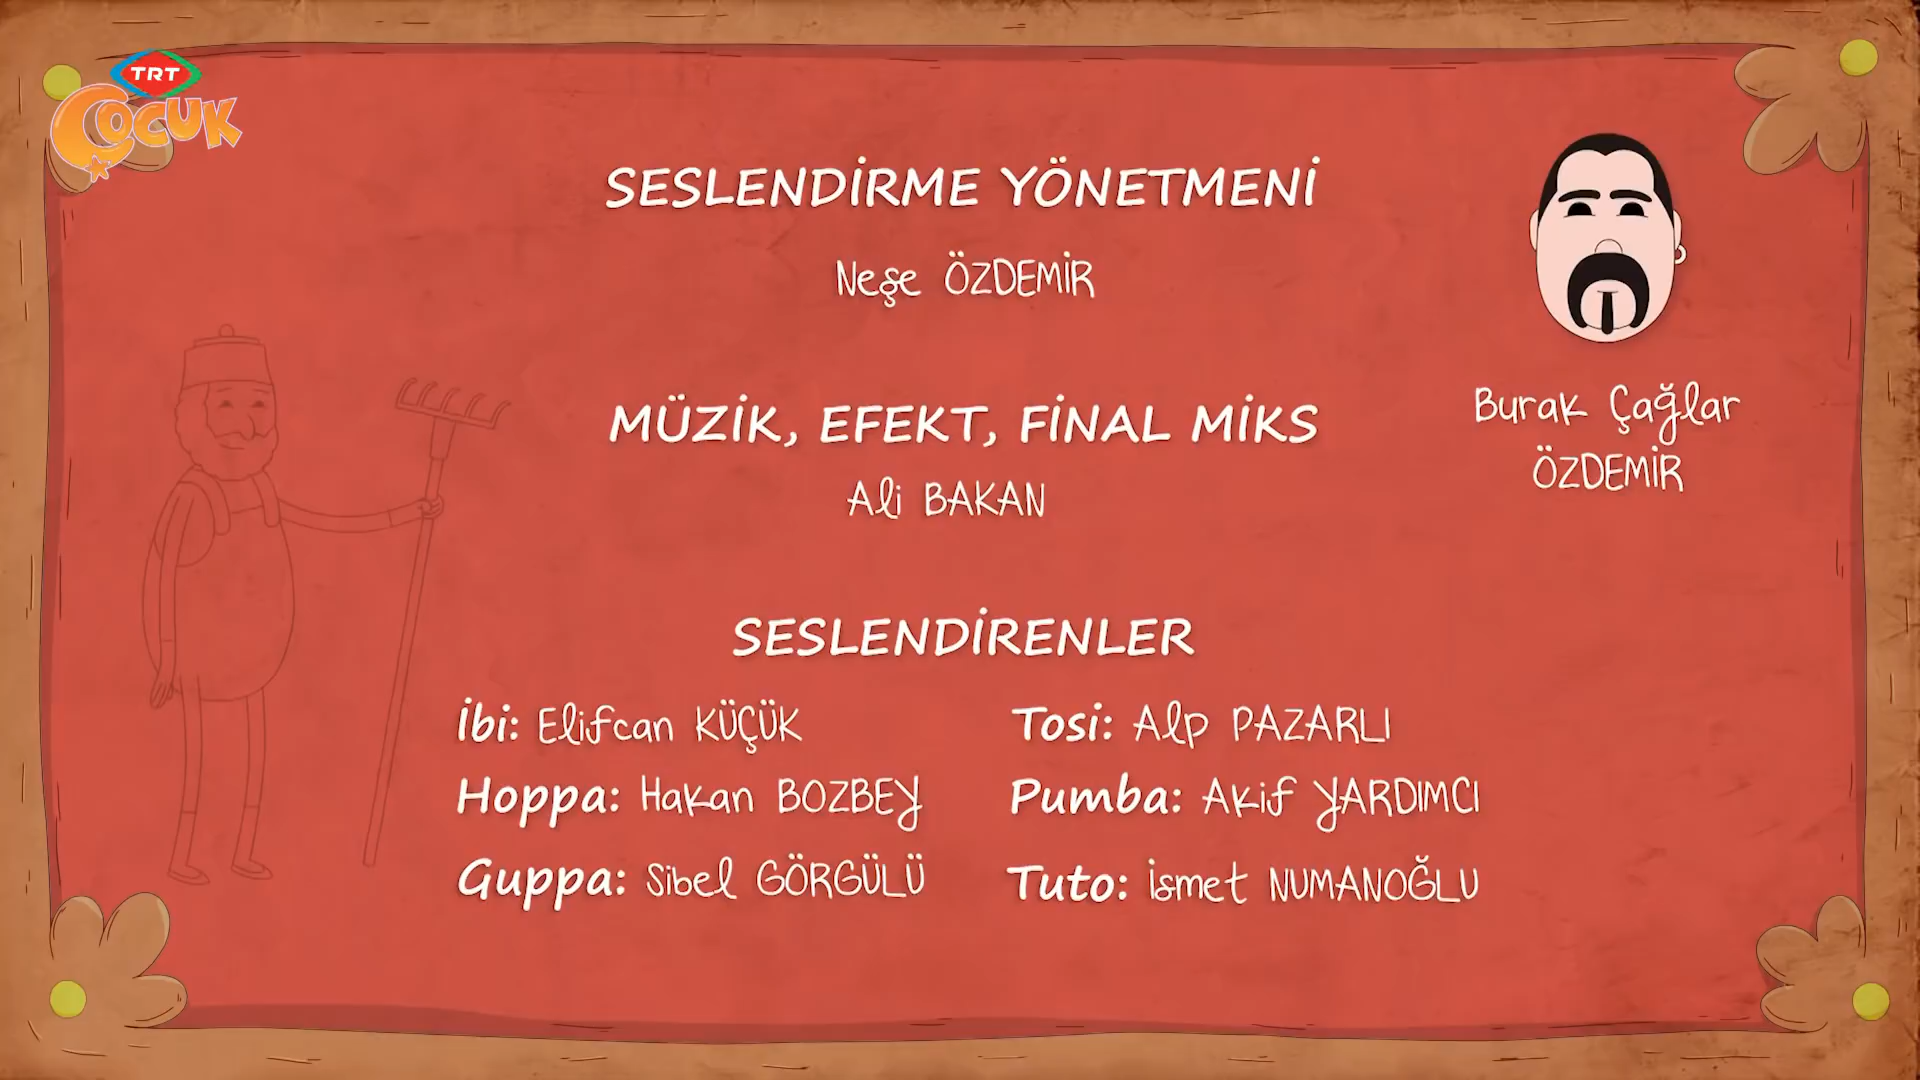 TRT
ÇOCUK
SESLENDİRME YÖNETMENİ
Neşe ÖZDEMİR
MÜZİK, EFEKT, FİNAL MİKS
Ali BAKAN
Burak Çağlar
ÖZDEMİR
SESLENDİRENLER
İbi: Elifcan KÜÇÜK
Tosi: Alp PAZARLI
Hoppa: Hakan BOZBEY
Pumba: Akif YARDIMCI
Guppa: Sibel GÖRGÜLÜ
Tuto: İsmet NUMANOĞLU